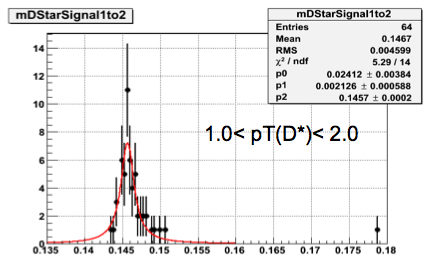 mDStarSignal1to2
mDStarSignal1to2
Entries 64
Mean 0.1467
RMS 0.004599
χ² / ndf 5.29 / 14
p0 0.02412 ± 0.00384
p1 0.002126 ± 0.000588
p2 0.1457 ± 0.0002
14
12
10
8
6
4
2
0
1.0< pT(D*)< 2.0
0.135 0.14 0.145 0.15 0.155 0.16 0.165 0.17 0.175 0.18